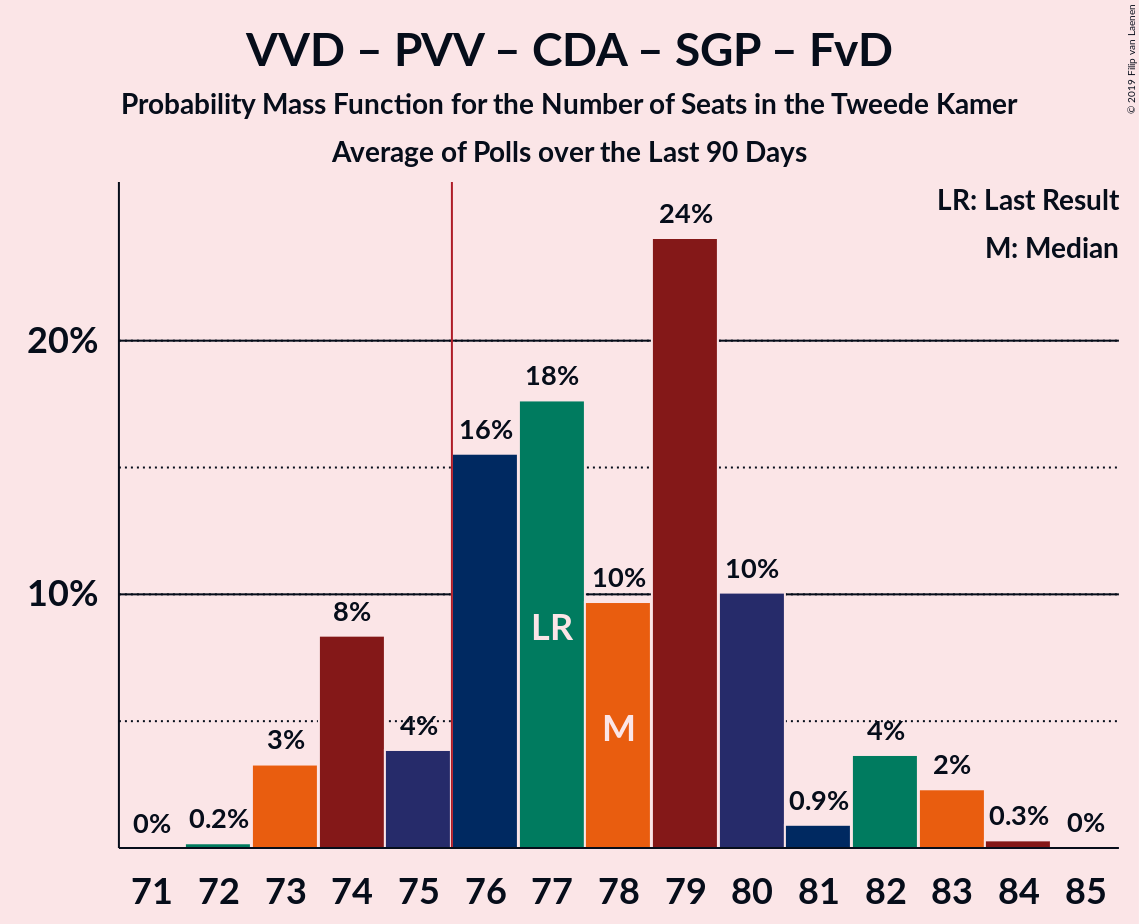 VVD – PVV – CDA – SGP – FvD
Probability Mass Function for the Number of Seats in the Tweede Kamer
Average of Polls over the Last 90 Days
© 2019 Filip van Laenen
LR: Last Result
M: Median
20%
10%
0%
0.2%
3%
8%
4%
16%
18%
10%
24%
10%
0.9%
4%
2%
0.3%
0%
LR
M
71 72 73 74 75 76 77 78 79 80 81 82 83 84 85